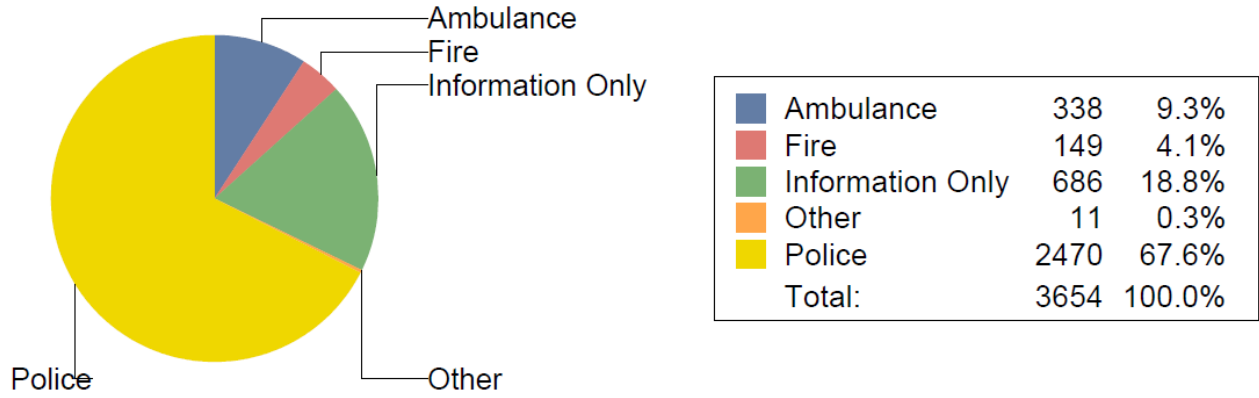 Ambulance
Fire
Information Only
Police
Other
Ambulance 338 9.3%
Fire 149 4.1%
Information Only 686 18.8%
Other 11 0.3%
Police 2470 67.6%
Total: 3654 100.0%